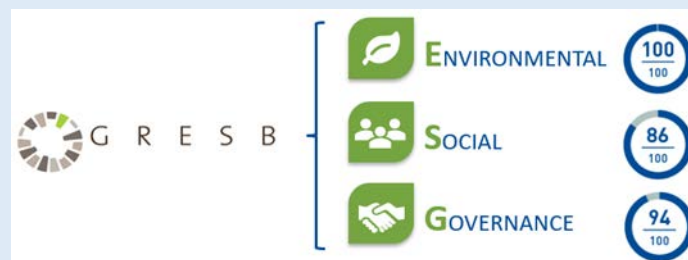 ENVIRONMENTAL
100
100
GRESB
SOCIAL
86
100
GOVERNANCE
94
100